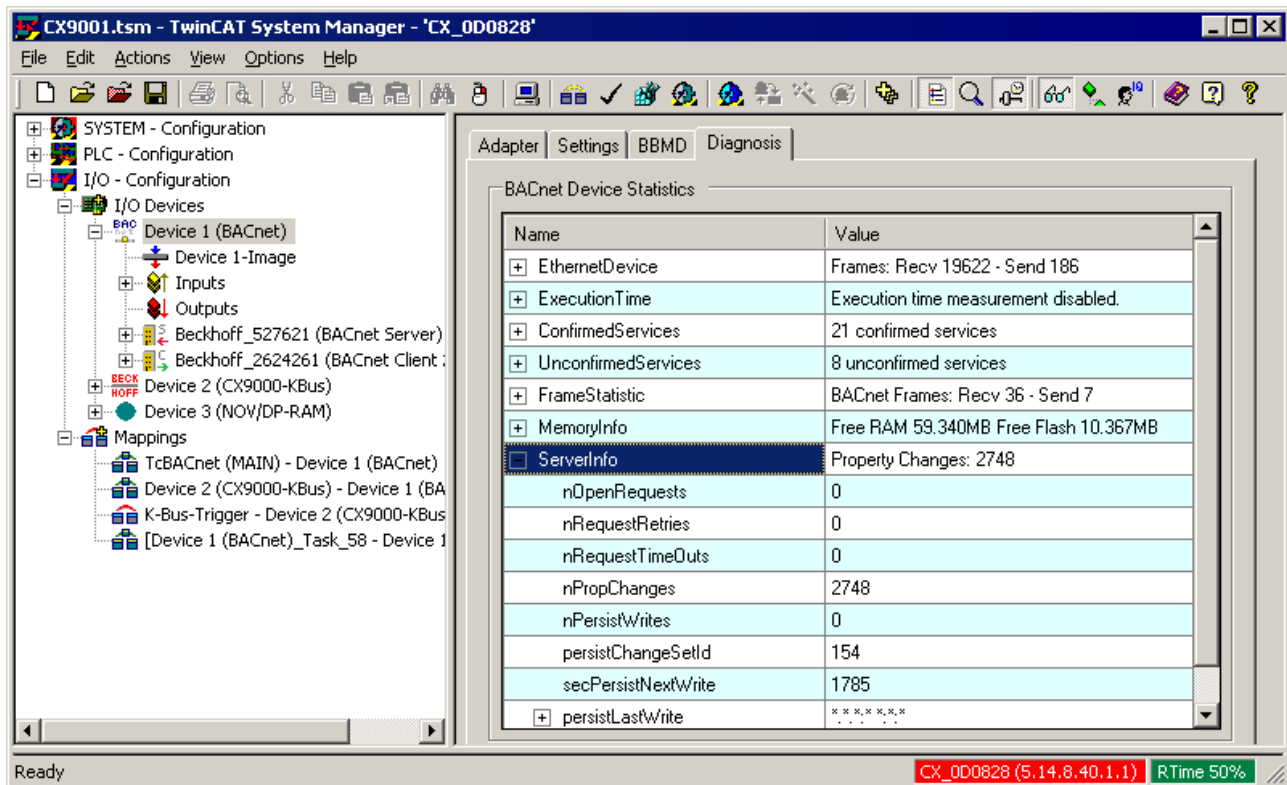 CX9001.tsm - TwinCAT System Manager - 'CX_0D0828'
File Edit Actions View Options Help
SYSTEM - Configuration
PLC - Configuration
I/O - Configuration
I/O Devices
Device 1 (BACnet)
Device 1-Image
Inputs
Outputs
Beckhoff_527621 (BACnet Server)
Beckhoff_2624261 (BACnet Client
Device 2 (CX9000-KBus)
Device 3 (NOV/DP-RAM)
Mappings
TcBACnet (MAIN) - Device 1 (BACnet)
Device 2 (CX9000-KBus) - Device 1 (BA
K-Bus-Trigger - Device 2 (CX9000-KBus
[Device 1 (BACnet)_Task_58 - Device 1
Adapter Settings BBMD Diagnosis
BACnet Device Statistics
Name Value
EthernetDevice Frames: Recv 19622 - Send 186
ExecutionTime Execution time measurement disabled.
ConfirmedServices 21 confirmed services
UnconfirmedServices 8 unconfirmed services
FrameStatistic BACnet Frames: Recv 36 - Send 7
MemoryInfo Free RAM 59.340MB Free Flash 10.367MB
ServerInfo Property Changes: 2748
nOpenRequests 0
nRequestRetries 0
nRequestTimeOuts 0
nPropChanges 2748
nPersistWrites 0
persistChangeSetId 154
secPersistNextWrite 1785
persistLastWrite *.*.*;* *:*:*
Ready CX_0D0828 (5.14.8.40.1.1) RTime 50%